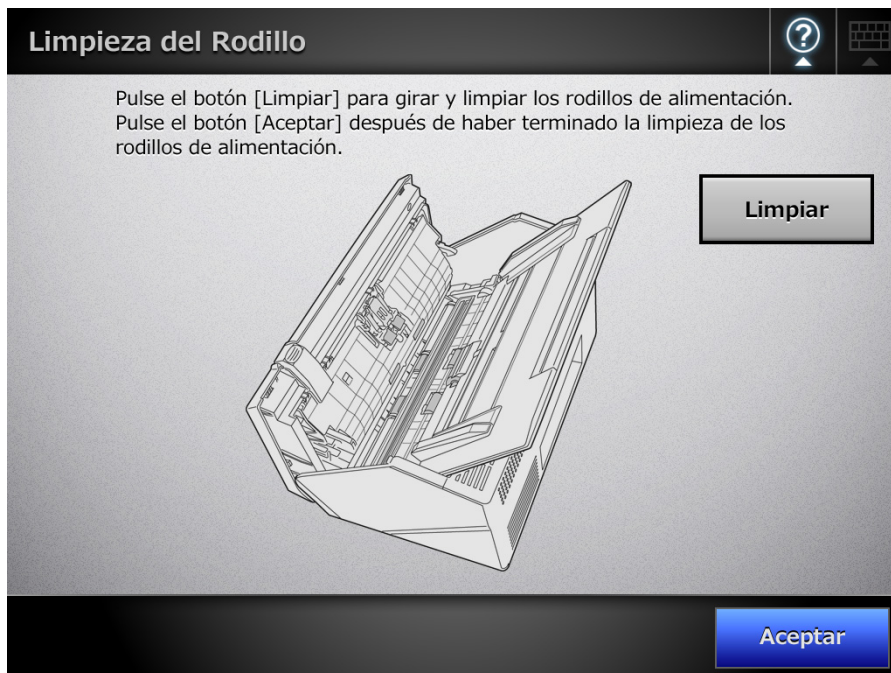 Limpieza del Rodillo
?
Pulse el botón [Limpiar] para girar y limpiar los rodillos de alimentación.
Pulse el botón [Aceptar] después de haber terminado la limpieza de los
rodillos de alimentación.
Limpiar
Aceptar